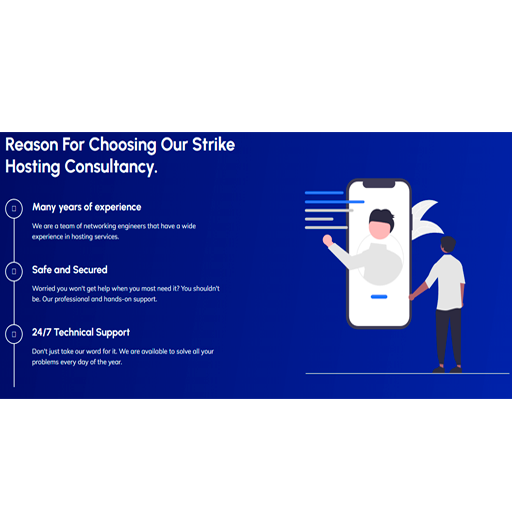 Reason For Choosing Our Strike
Hosting Consultancy.
Many years of experience
We are a team of networking engineers that have a wide
experience in hosting services.
Safe and Secured
Worried you won't get help when you most need it? You shouldn't
be. Our professional and hands-on support.
24/7 Technical Support
Don't just take our word for it. We are available to solve all your
problems every day of the year.